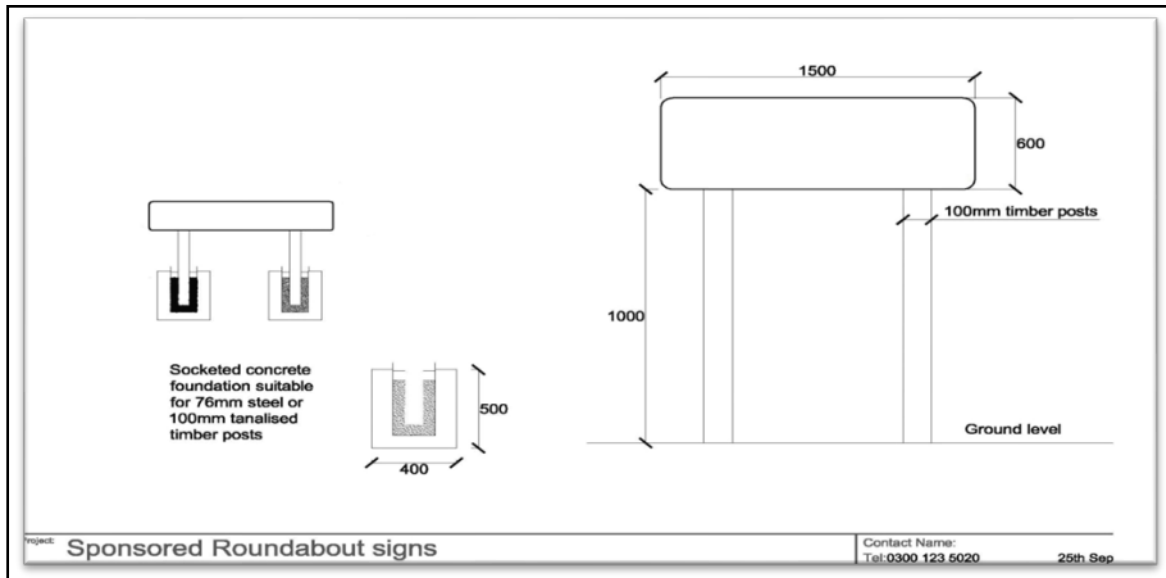 1500
600
100mm timber posts
1000
Ground level
Socketed concrete
foundation suitable
for 76mm steel or
100mm tanalised
timber posts
500
400
roject:
Sponsored Roundabout signs
Contact Name:
Tel:0300 123 5020
25th Sep